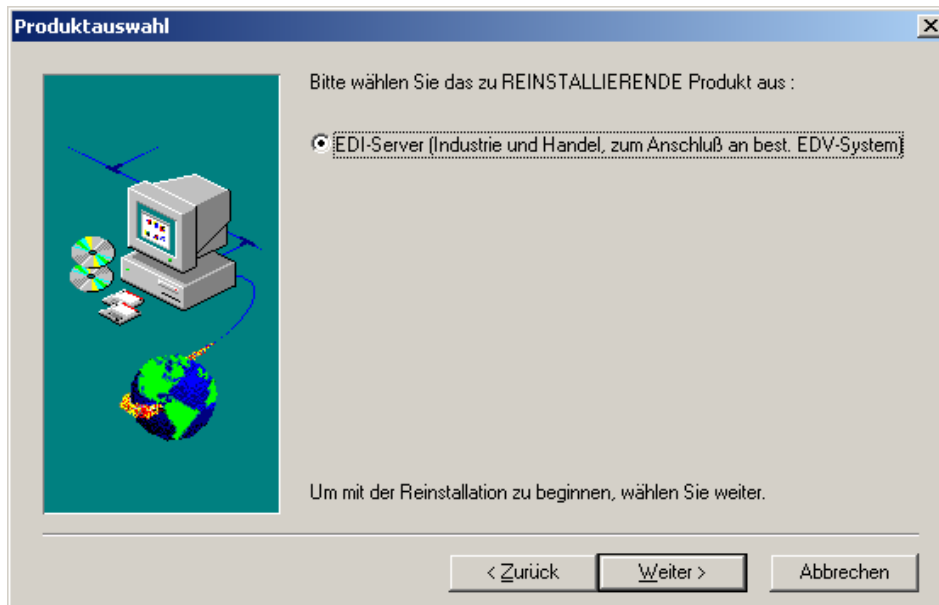 Produktauswahl
Bitte wählen Sie das zu REINSTALLIERENDE Produkt aus :
EDI-Server (Industrie und Handel, zum Anschluß an best. EDV-System)
Um mit der Reinstallation zu beginnen, wählen Sie weiter.
< Zurück
Weiter >
Abbrechen